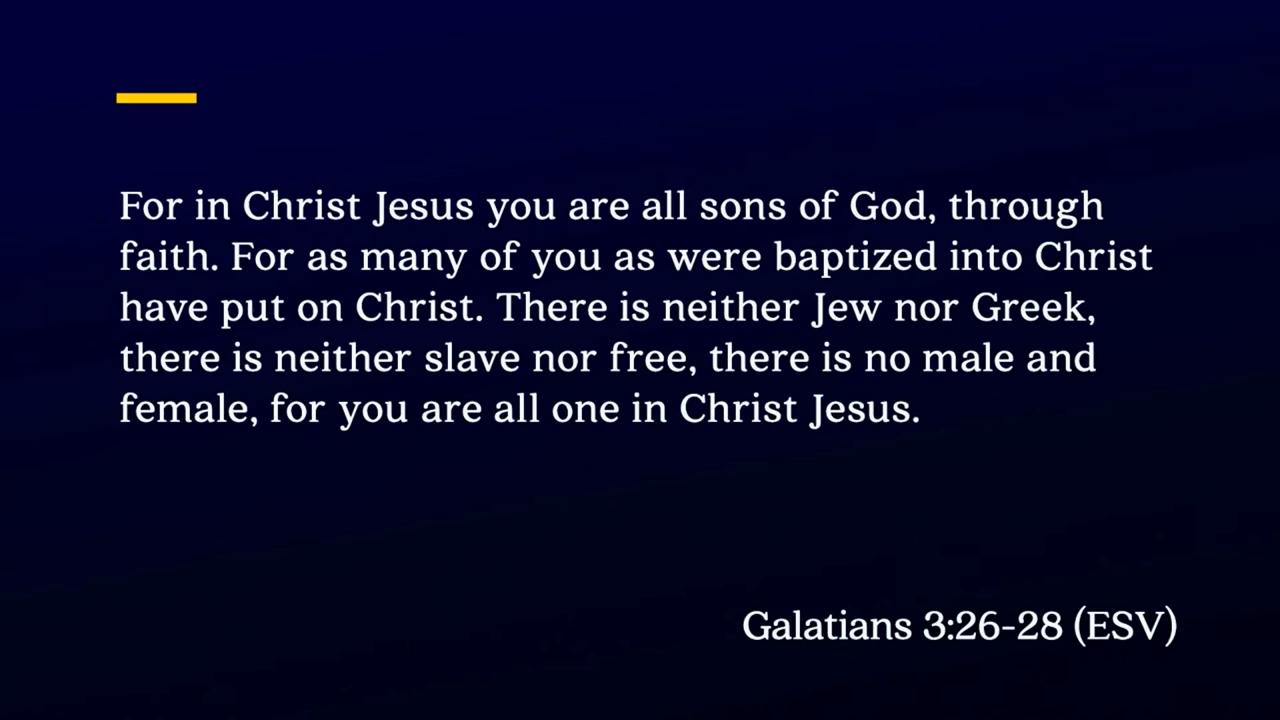 For in Christ Jesus you are all sons of God, through
faith. For as many of you as were baptized into Christ
have put on Christ. There is neither Jew nor Greek,
there is neither slave nor free, there is no male and
female, for you are all one in Christ Jesus.
Galatians 3:26-28 (ESV)